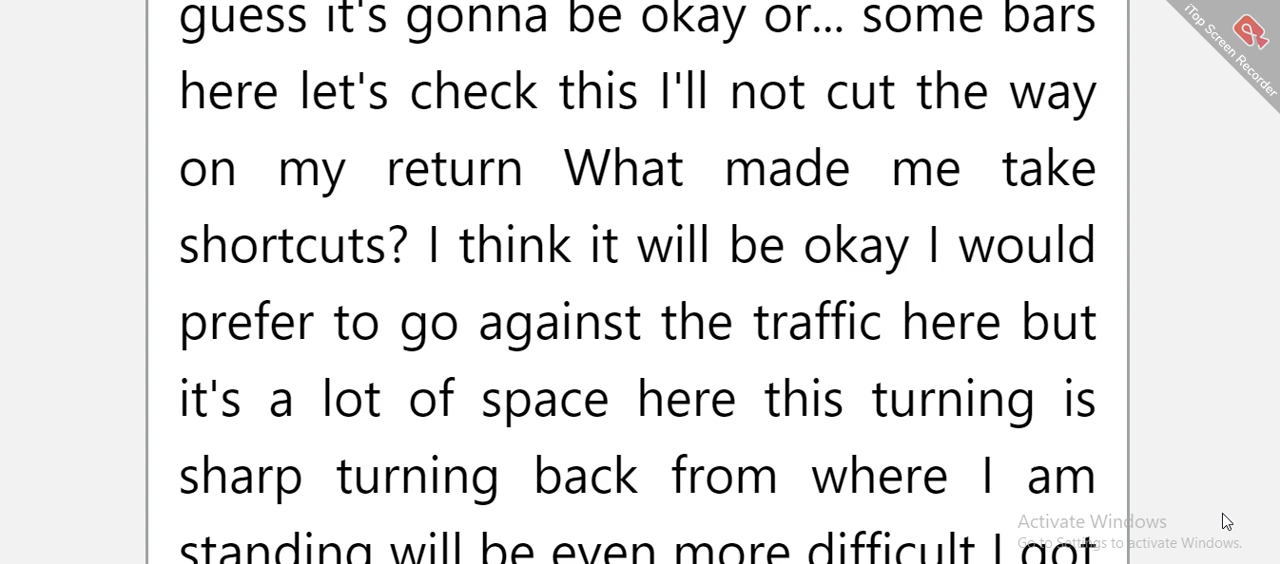 guess it's gonna be okay or... some bars
here let's check this I'll not cut the way
on my return What made me take
shortcuts? I think it will be okay I would
prefer to go against the traffic here but
it's a lot of space here this turning is
sharp turning back from where I am
standing will be even more difficult I got
iTop Screen Recorder
Activate Windows
Go to Settings to activate Windows.